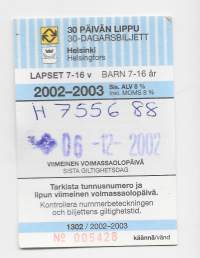 30 PÄIVÄN LIPPU
30-DAGARSBILJETT
Helsinki
Helsingfors
LAPSET 7-16 v BARN 7-16 år
2002-2003 Sis. ALV 8 %
Inkl. MOMS 8 %
H 7556 88
06 -12- 2002
VIIMEINEN VOIMASSAOLOPÄIVÄ
SISTA GILTIGHETSDAG
Tarkista tunnusnumero ja
lipun viimeinen voimassaolopäivä.
Kontrollera nummerbeteckningen
och biljettens giltighetstid.
1302 / 2002-2003
№ 006428 käännä/vänd